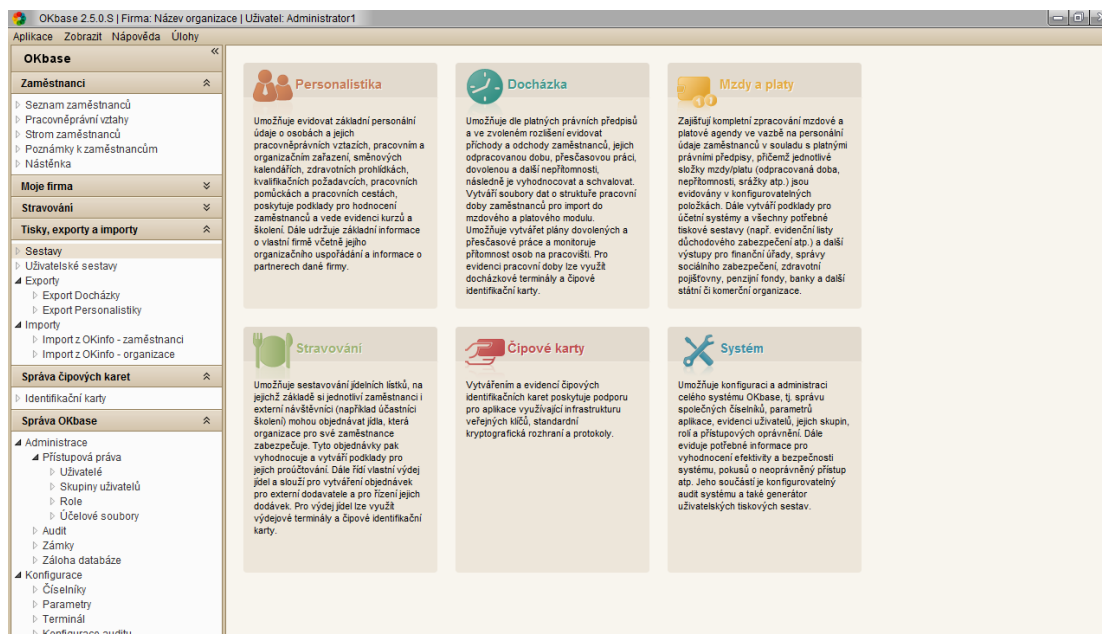 OKbase 2.5.0.S | Firma: Název organizace | Uživatel: Administrator1
Aplikace Zobrazit Nápověda Úlohy
OKbase
Zaměstnanci
Seznam zaměstnanců
Pracovněprávní vztahy
Strom zaměstnanců
Poznámky k zaměstnancům
Nástěnka
Moje firma
Stravování
Tisky, exporty a importy
Sestavy
Uživatelské sestavy
Exporty
Export Docházky
Export Personalistiky
Importy
Import z OKinfo - zaměstnanci
Import z OKinfo - organizace
Správa čipových karet
Identifikační karty
Správa OKbase
Administrace
Přístupová práva
Uživatelé
Skupiny uživatelů
Role
Účelové soubory
Audit
Zámky
Záloha databáze
Konfigurace
Číselníky
Parametry
Terminál
Konfigurace auditu
Personalistika
Umožňuje evidovat základní personální
údaje o osobách a jejich
pracovněprávních vztazích, pracovním a
organizačním zařazení, směnových
kalendářích, zdravotních prohlídkách,
kvalifikačních požadavcích, pracovních
pomůckách a pracovních cestách,
poskytuje podklady pro hodnocení
zaměstnanců a vede evidenci kurzů a
školení. Dále udržuje základní informace
o vlastní firmě včetně jejího
organizačního uspořádání a informace o
partnerech dané firmy.
Docházka
Umožňuje dle platných právních předpisů
a ve zvoleném rozlišení evidovat
příchody a odchody zaměstnanců, jejich
odpracovanou dobu, přesčasovou práci,
dovolenou a další nepřítomnosti,
následně je vyhodnocovat a schvalovat.
Vytváří soubory dat o struktuře pracovní
doby zaměstnanců pro import do
mzdového a platového modulu.
Umožňuje vytvářet plány dovolených a
přesčasové práce a monitoruje
přítomnost osob na pracovišti. Pro
evidenci pracovní doby lze využít
docházkové terminály a čipové
identifikační karty.
Mzdy a platy
Zajišťují kompletní zpracování mzdové a
platové agendy ve vazbě na personální
údaje zaměstnanců v souladu s platnými
právními předpisy, přičemž jednotlivé
složky mzdy/platu (odpracovaná doba,
nepřítomnosti, srážky atp.) jsou
evidovány v konfigurovatelných
položkách. Dále vytváří podklady pro
účetní systémy a všechny potřebné
tiskové sestavy (např. evidenční listy
důchodového zabezpečení atp.) a další
výstupy pro finanční úřady, správy
sociálního zabezpečení, zdravotní
pojišťovny, penzijní fondy, banky a další
státní či komerční organizace.
Stravování
Umožňuje sestavování jídelních lístků, na
jejichž základě si jednotliví zaměstnanci i
externí návštěvníci (například účastníci
školení) mohou objednávat jídla, která
organizace pro své zaměstnance
zabezpečuje. Tyto objednávky pak
vyhodnocuje a vytváří podklady pro
jejich proúčtování. Dále řídí vlastní výdej
jídel a slouží pro vytváření objednávek
pro externí dodavatele a pro řízení jejich
dodávek. Pro výdej jídel lze využít
výdejové terminály a čipové identifikační
karty.
Čipové karty
Vytvářením a evidencí čipových
identifikačních karet poskytuje podporu
pro aplikace využívající infrastrukturu
veřejných klíčů, standardní
kryptografická rozhraní a protokoly.
Systém
Umožňuje konfiguraci a administraci
celého systému OKbase, tj. správu
společných číselníků, parametrů
aplikace, evidenci uživatelů, jejich skupin,
rolí a přístupových oprávnění. Dále
eviduje potřebné informace pro
vyhodnocení efektivity a bezpečnosti
systému, pokusů o neoprávněný přístup
atp. Jeho součástí je konfigurovatelný
audit systému a také generátor
uživatelských tiskových sestav.